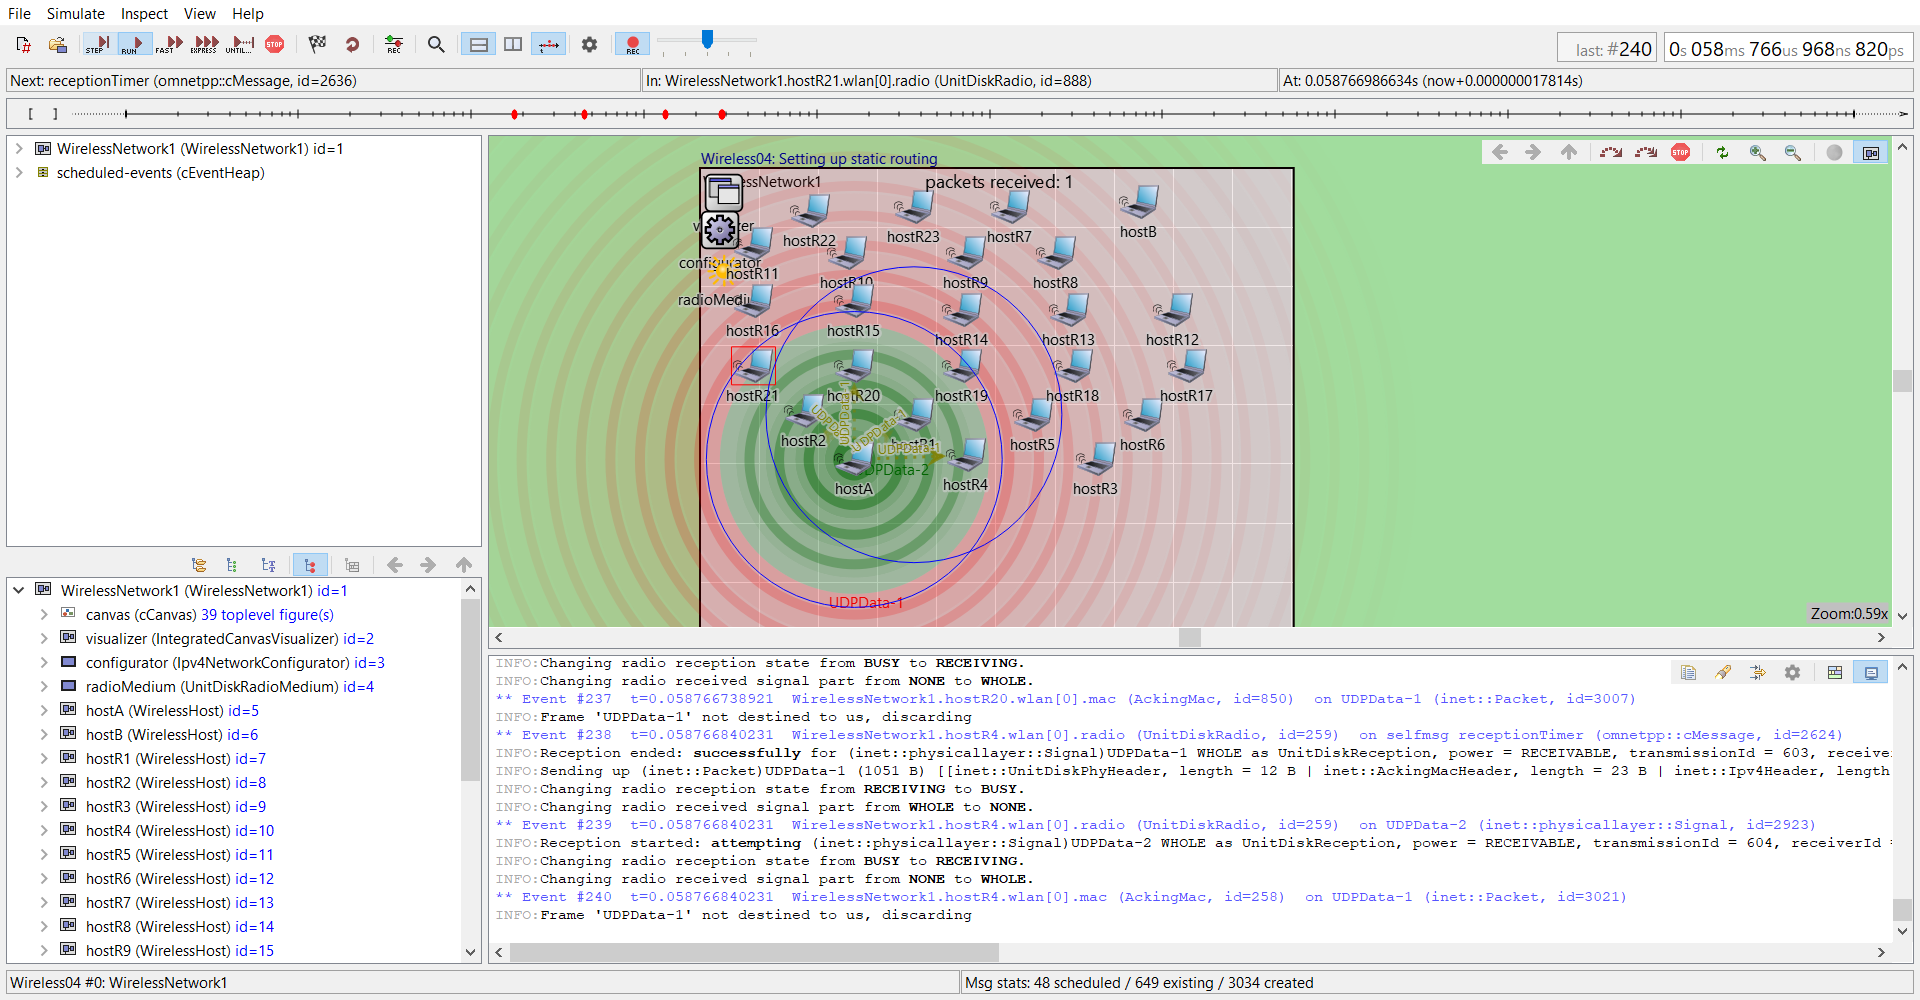 File Simulate Inspect View Help
STEP RUN FAST EXPRESS UNTIL... STOP REC REC
last: #240 0s 058ms 766us 968ns 820ps
Next: receptionTimer (omnetpp::cMessage, id=2636) In: WirelessNetwork1.hostR21.wlan[0].radio (UnitDiskRadio, id=888) At: 0.058766986634s (now+0.000000017814s)
[ ]
WirelessNetwork1 (WirelessNetwork1) id=1
scheduled-events (cEventHeap)
WirelessNetwork1 (WirelessNetwork1) id=1
canvas (cCanvas) 39 toplevel figure(s)
visualizer (IntegratedCanvasVisualizer) id=2
configurator (Ipv4NetworkConfigurator) id=3
radioMedium (UnitDiskRadioMedium) id=4
hostA (WirelessHost) id=5
hostB (WirelessHost) id=6
hostR1 (WirelessHost) id=7
hostR2 (WirelessHost) id=8
hostR3 (WirelessHost) id=9
hostR4 (WirelessHost) id=10
hostR5 (WirelessHost) id=11
hostR6 (WirelessHost) id=12
hostR7 (WirelessHost) id=13
hostR8 (WirelessHost) id=14
hostR9 (WirelessHost) id=15
Wireless04: Setting up static routing
STOP
packets received: 1
hostR22 hostR23 hostR7 hostB
configurator
hostR11 hostR10 hostR9 hostR8
hostR16 hostR15 hostR14 hostR13 hostR12
hostR21 hostR20 hostR19 hostR18 hostR17
UDPData-1
hostR2 hostR1 hostR5 hostR6
UDPData-1
hostA hostR4 hostR3
UDPData-1
Zoom:0.59x
INFO:Changing radio reception state from BUSY to RECEIVING.
INFO:Changing radio received signal part from NONE to WHOLE.
** Event #237 t=0.058766738921 WirelessNetwork1.hostR20.wlan[0].mac (AckingMac, id=850) on UDPData-1 (inet::Packet, id=3007)
INFO:Frame 'UDPData-1' not destined to us, discarding
** Event #238 t=0.058766840231 WirelessNetwork1.hostR4.wlan[0].radio (UnitDiskRadio, id=259) on selfmsg receptionTimer (omnetpp::cMessage, id=2624)
INFO:Reception ended: successfully for (inet::physicallayer::Signal)UDPData-1 WHOLE as UnitDiskReception, power = RECEIVABLE, transmissionId = 603, receive
INFO:Sending up (inet::Packet)UDPData-1 (1051 B) [[inet::UnitDiskPhyHeader, length = 12 B | inet::AckingMacHeader, length = 23 B | inet::Ipv4Header, length
INFO:Changing radio reception state from RECEIVING to BUSY.
INFO:Changing radio received signal part from WHOLE to NONE.
** Event #239 t=0.058766840231 WirelessNetwork1.hostR4.wlan[0].radio (UnitDiskRadio, id=259) on UDPData-2 (inet::physicallayer::Signal, id=2923)
INFO:Reception started: attempting (inet::physicallayer::Signal)UDPData-2 WHOLE as UnitDiskReception, power = RECEIVABLE, transmissionId = 604, receiverId =
INFO:Changing radio reception state from BUSY to RECEIVING.
INFO:Changing radio received signal part from NONE to WHOLE.
** Event #240 t=0.058766840231 WirelessNetwork1.hostR4.wlan[0].mac (AckingMac, id=258) on UDPData-1 (inet::Packet, id=3021)
INFO:Frame 'UDPData-1' not destined to us, discarding
Wireless04 #0: WirelessNetwork1 Msg stats: 48 scheduled / 649 existing / 3034 created